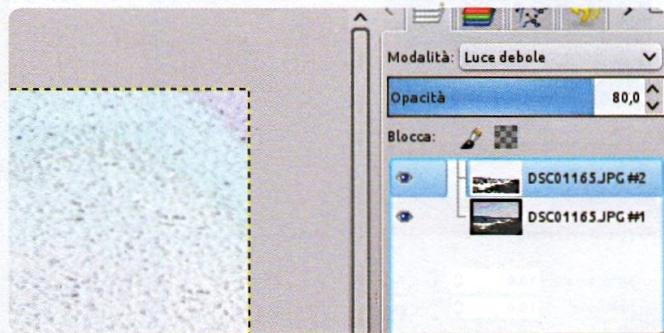 Modalità: Luce debole
Opacità 80,0
Blocca:
DSC01165.JPG #2
DSC01165.JPG #1